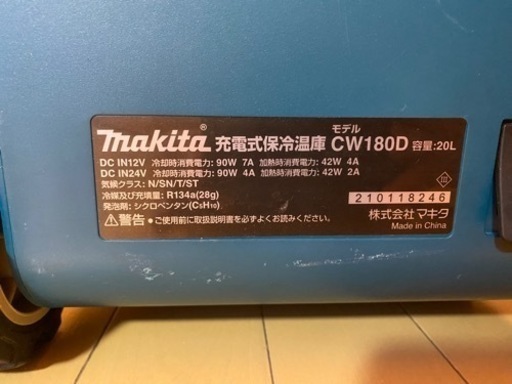 makita® 充電式保冷温庫 モデル CW180D 容量:20L
DC IN12V 冷却時消費電力: 90W 7A 加熱時消費電力: 42W 4A
DC IN24V 冷却時消費電力: 90W 4A 加熱時消費電力: 42W 2A
気候クラス: N/SN/T/ST
冷媒及び充填量: R134a(28g)
発泡剤: シクロペンタン(C5H10)
210118246
⚠警告 ●ご使用前に取扱説明書を必ずよくお読みください。
株式会社マキタ
Made in China